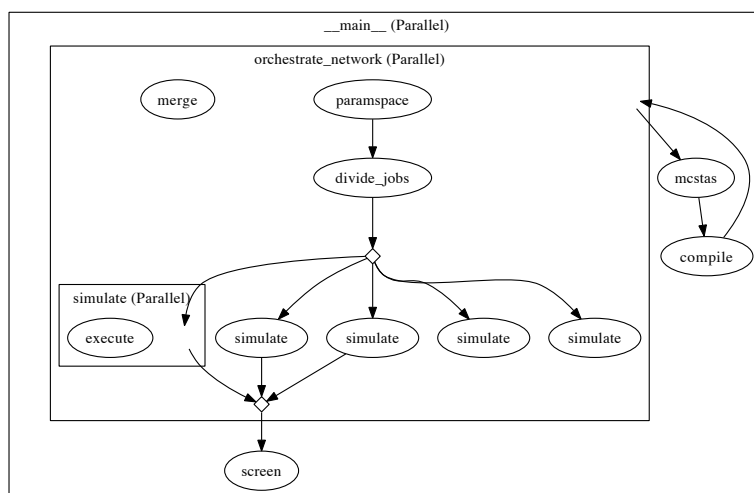 __main__ (Parallel)
orchestrate_network (Parallel)
merge
paramspace
divide_jobs
mcstas
compile
simulate (Parallel)
execute
simulate
simulate
simulate
simulate
screen